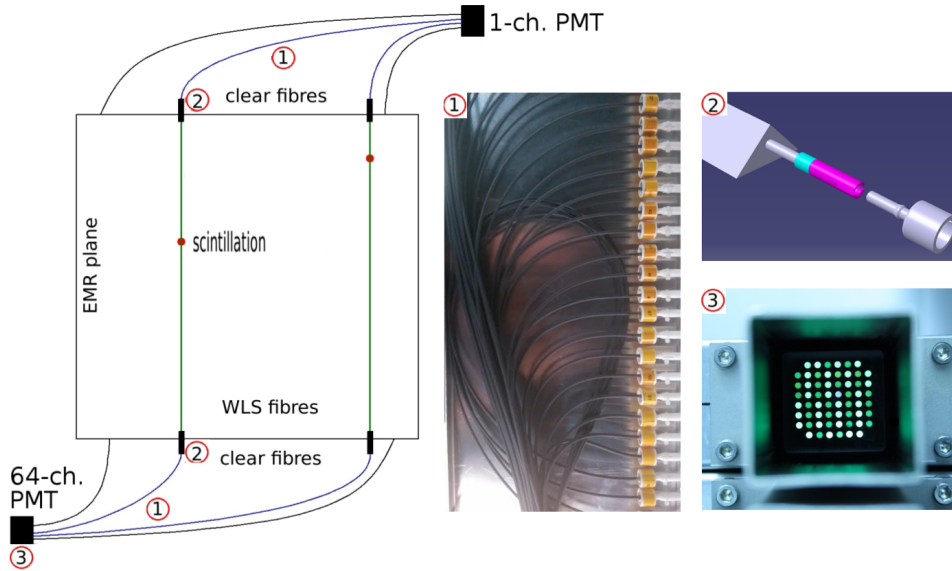 1-ch. PMT
①
② clear fibres
EMR plane
scintillation
WLS fibres
② clear fibres
64-ch.
PMT
①
③
①
②
③